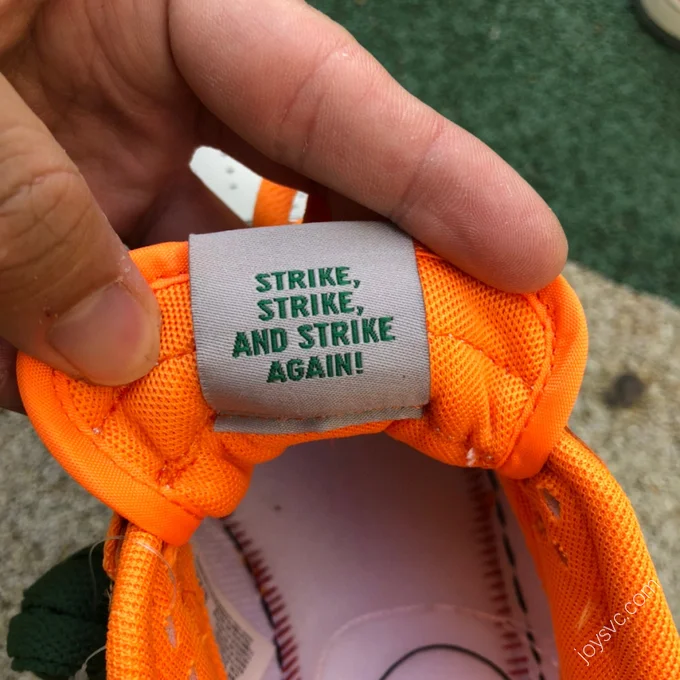 STRIKE,
STRIKE,
AND STRIKE
AGAIN!
joysvc.com